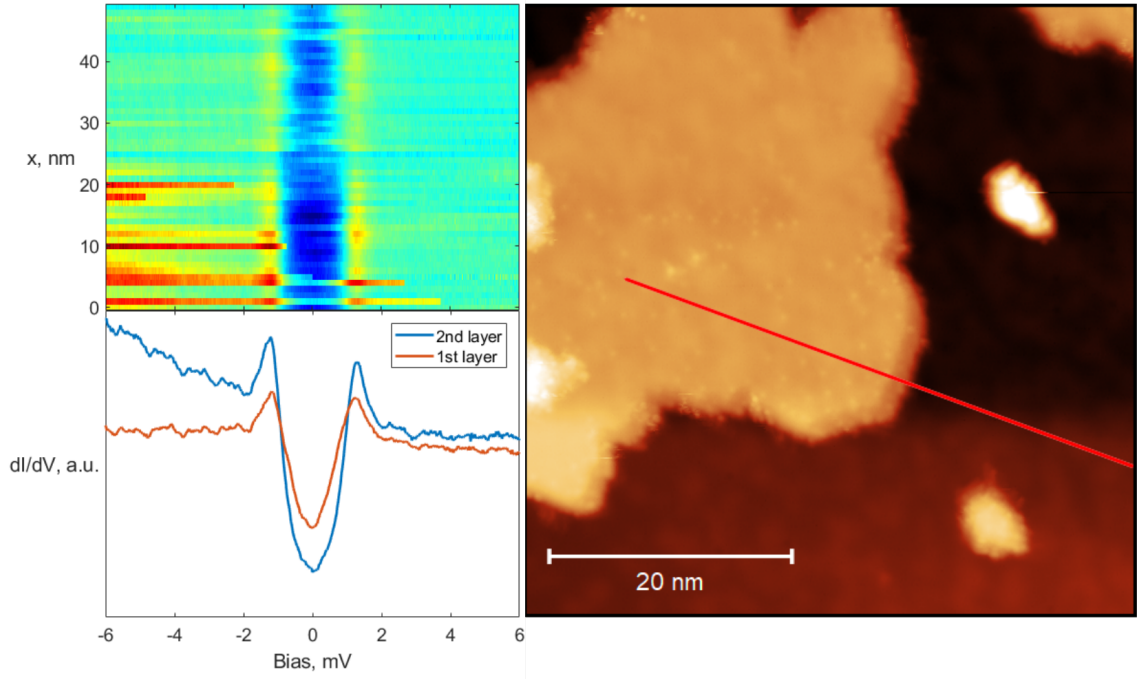 40
30
x, nm
20
10
0
2nd layer
1st layer
dI/dV, a.u.
20 nm
-6 -4 -2 0 2 4 6
Bias, mV